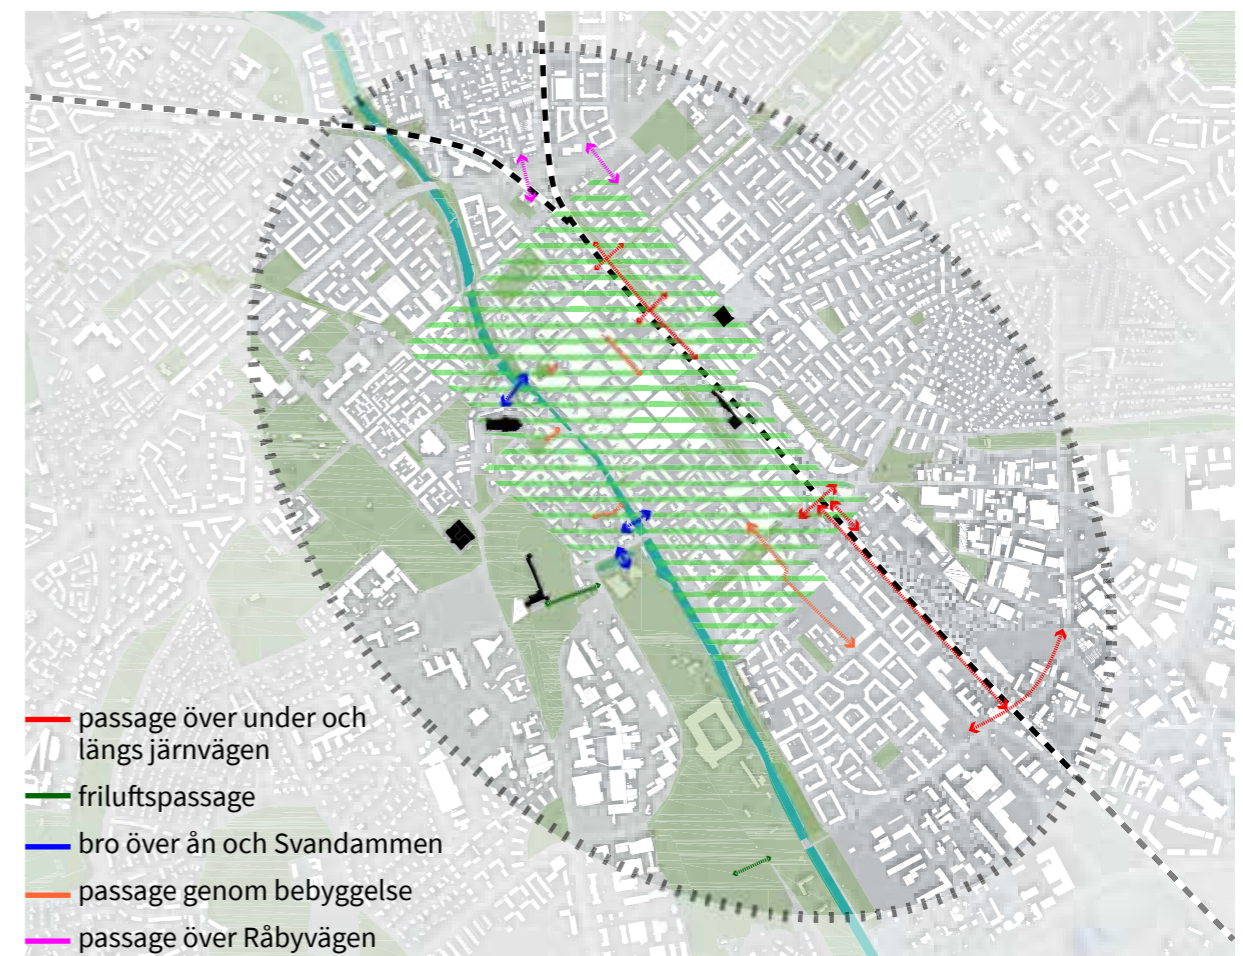 passage över under och
längs järnvägen
friluftspassage
bro över ån och Svandammen
passage genom bebyggelse
passage över Råbyvägen